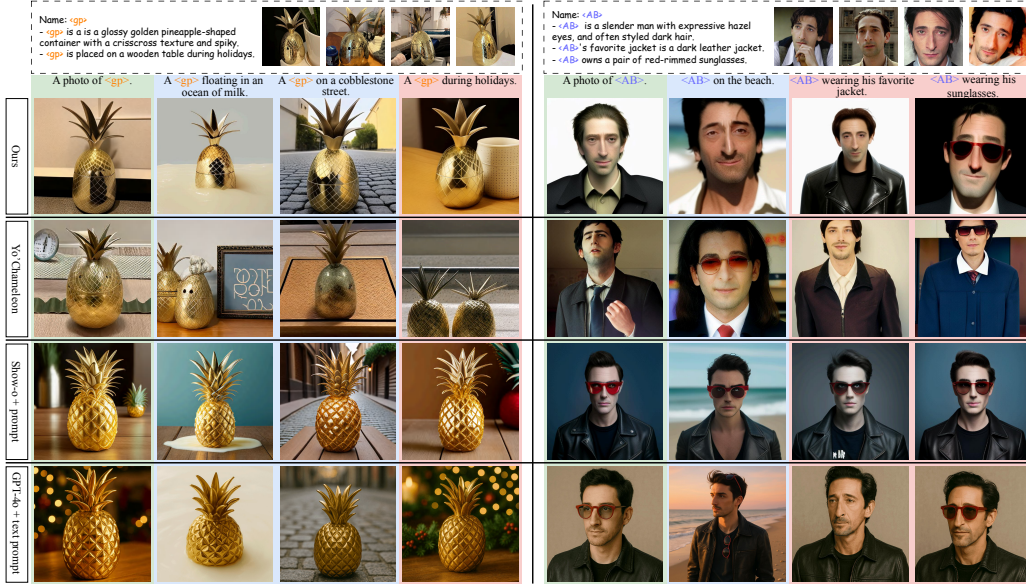 Name: <gp>
- <gp> is a is a glossy golden pineapple-shaped
container with a crisscross texture and spiky.
- <gp> is placed on a wooden table during holidays.
Name: <AB>
- <AB> is a slender man with expressive hazel
eyes, and often styled dark hair.
- <AB>'s favorite jacket is a dark leather jacket.
- <AB> owns a pair of red-rimmed sunglasses.
A photo of <gp>.
A <gp> floating in an
ocean of milk.
A <gp> on a cobblestone
street.
A <gp> during holidays.
A photo of <AB>.
<AB> on the beach.
<AB> wearing his favorite
jacket.
<AB> wearing his
sunglasses.
Ours
Yo'Chameleon
Show-o + prompt
GPT-4o + text prompt